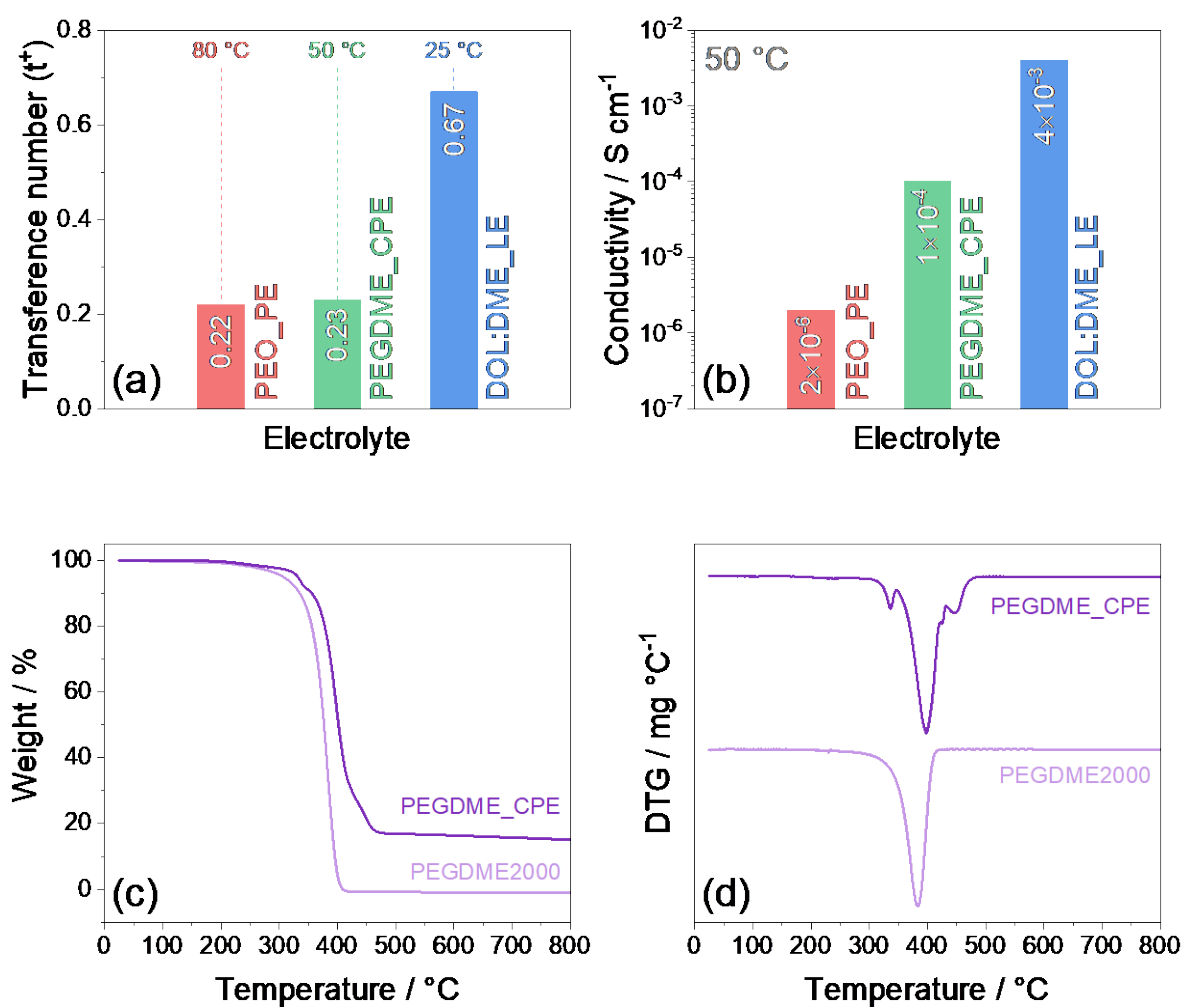 Transference number (t⁺)
0.8
0.6
0.4
0.2
0.0
80 °C
50 °C
25 °C
0.22
PEO_PE
0.23
PEGDME_CPE
0.67
DOL:DME_LE
(a)
Electrolyte
Conductivity / S cm⁻¹
10⁻²
10⁻³
10⁻⁴
10⁻⁵
10⁻⁶
10⁻⁷
50 °C
2×10⁻⁶
PEO_PE
1×10⁻⁴
PEGDME_CPE
4×10⁻³
DOL:DME_LE
(b)
Electrolyte
Weight / %
100
80
60
40
20
0
PEGDME_CPE
PEGDME2000
(c)
0 100 200 300 400 500 600 700 800
Temperature / °C
DTG / mg °C⁻¹
PEGDME_CPE
PEGDME2000
(d)
0 100 200 300 400 500 600 700 800
Temperature / °C